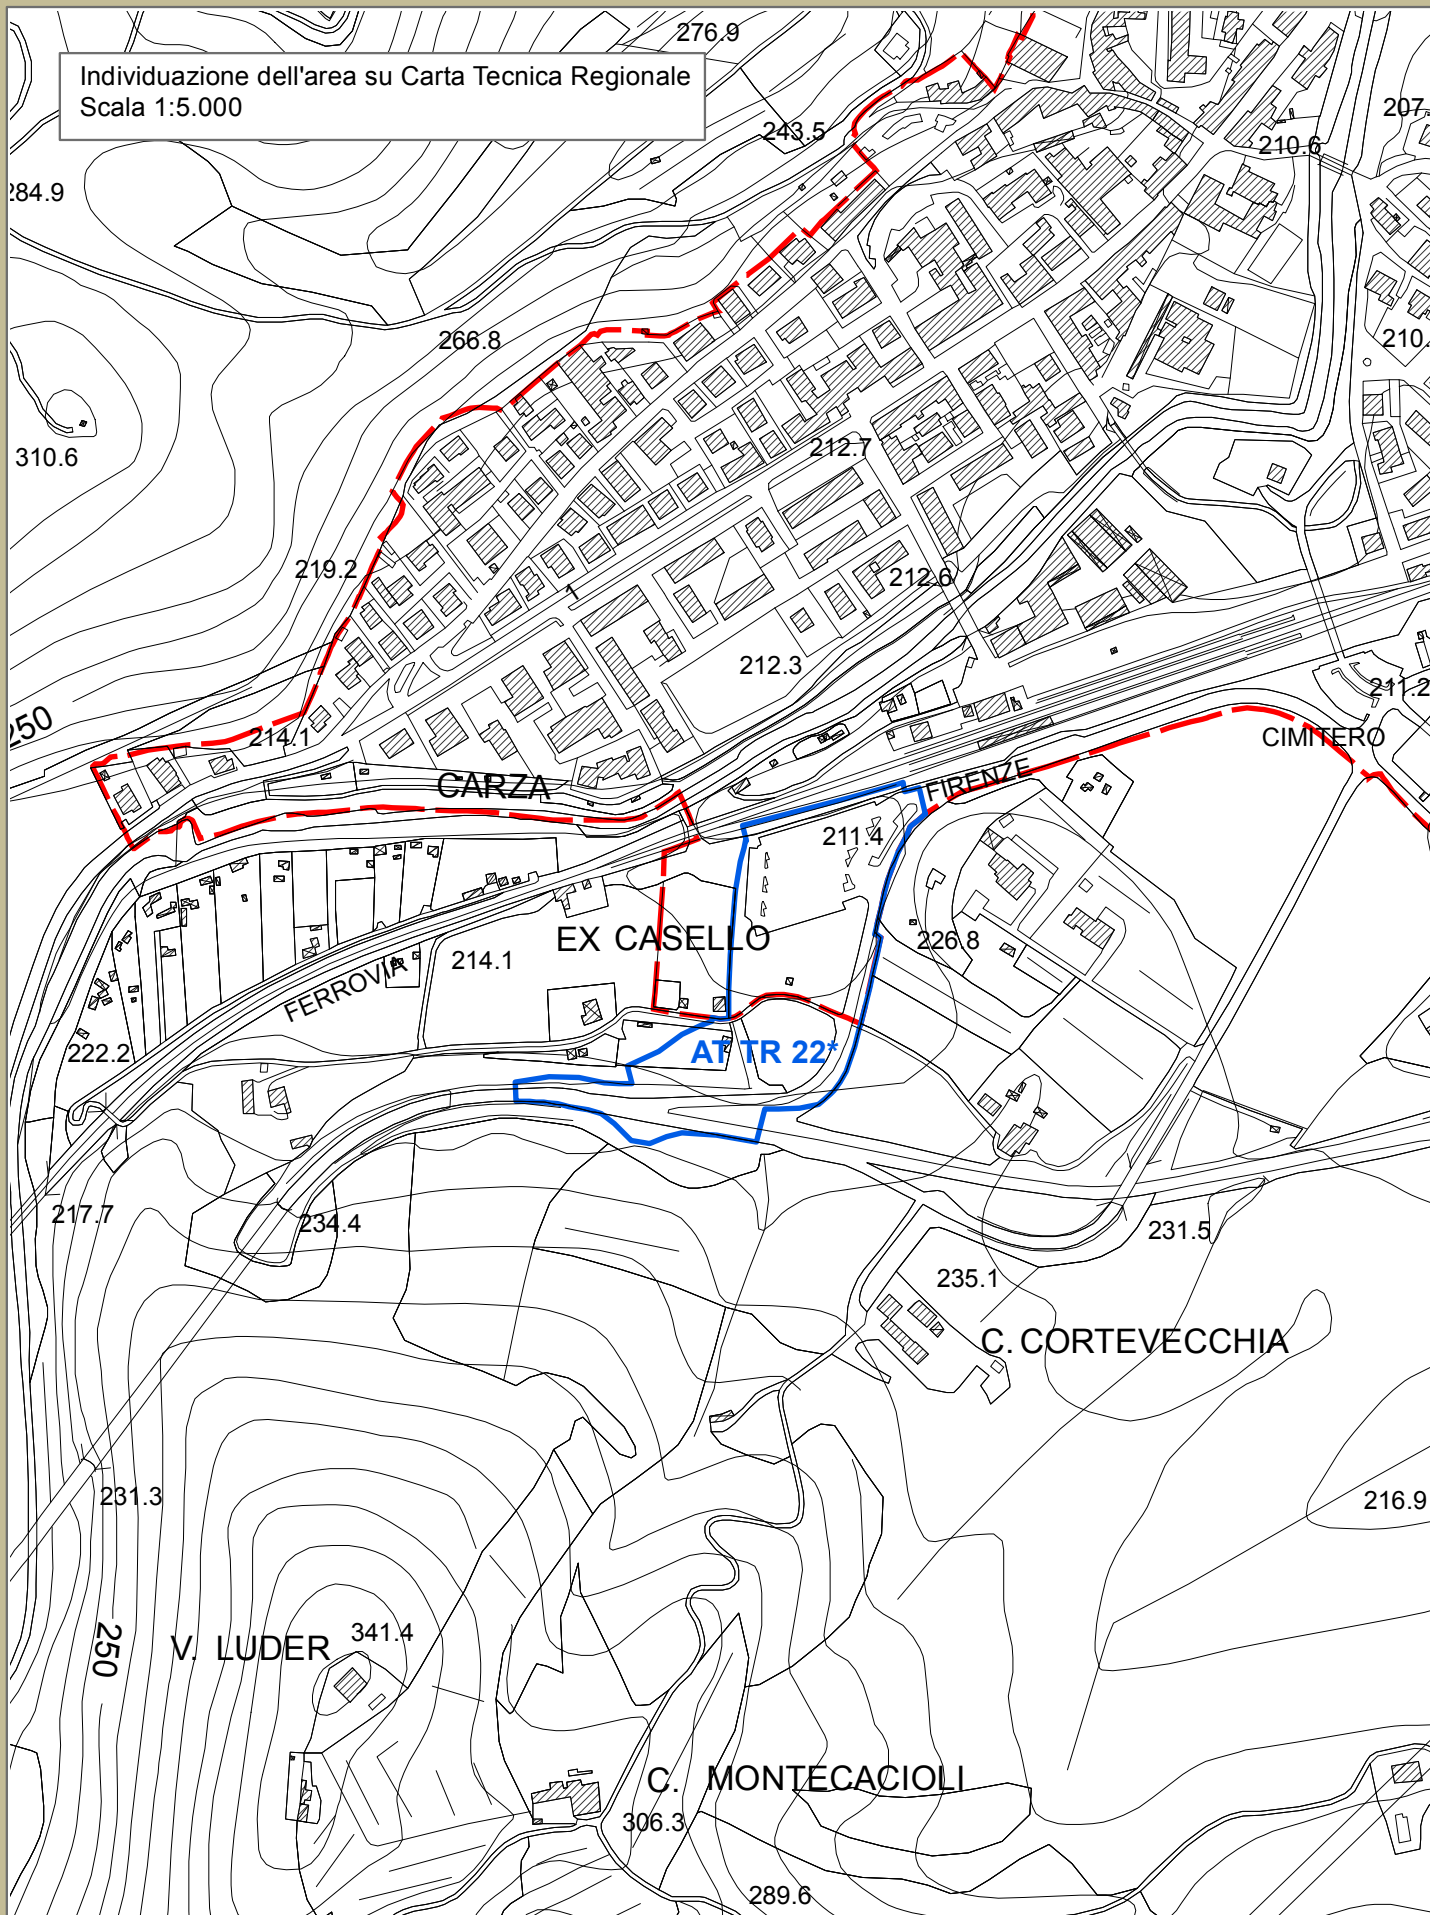 276.9
Individuazione dell'area su Carta Tecnica Regionale
Scala 1:5.000
207
243.5
210.6
284.9
266.8
210.
310.6
212.7
219.2
212.6
1
212.3
211.2
250
214.1
CIMITERO
CARZA
FIRENZE
211.4
EX CASELLO
226.8
214.1
FERROVIA
222.2
AT TR 22*
217.7
234.4
231.5
235.1
C. CORTEVECCHIA
231.3
216.9
250
V. LUDER
341.4
C. MONTECACIOLI
306.3
289.6